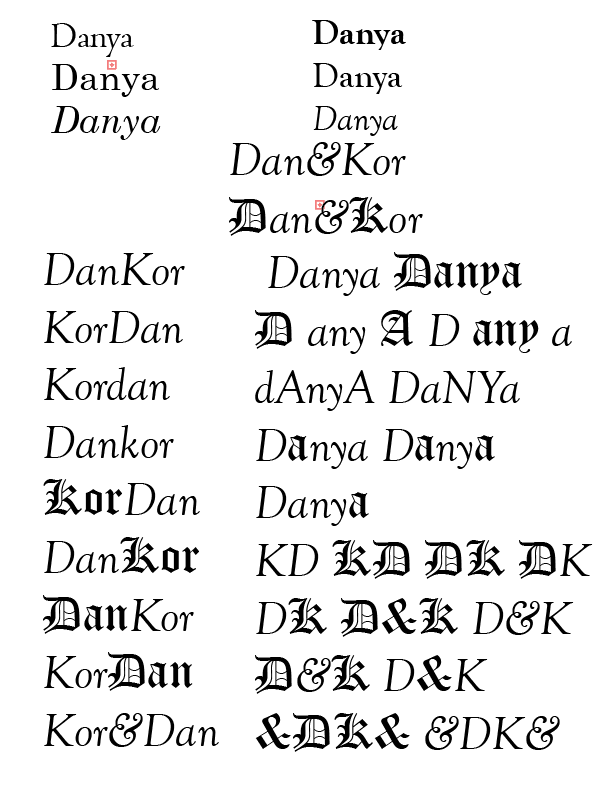 Danya Danya
Danya Danya
Danya Danya
Dan&Kor
Dan&Kor
DanKor Danya Danya
KorDan D any A D any a
Kordan dAnyA DaNYa
Dankor Danya Danya
KorDan Danya
DanKor KD kD Dk DK
DanKor Dk D&k D&K
KorDan D&k D&K
Kor&Dan &Dk& &DK&